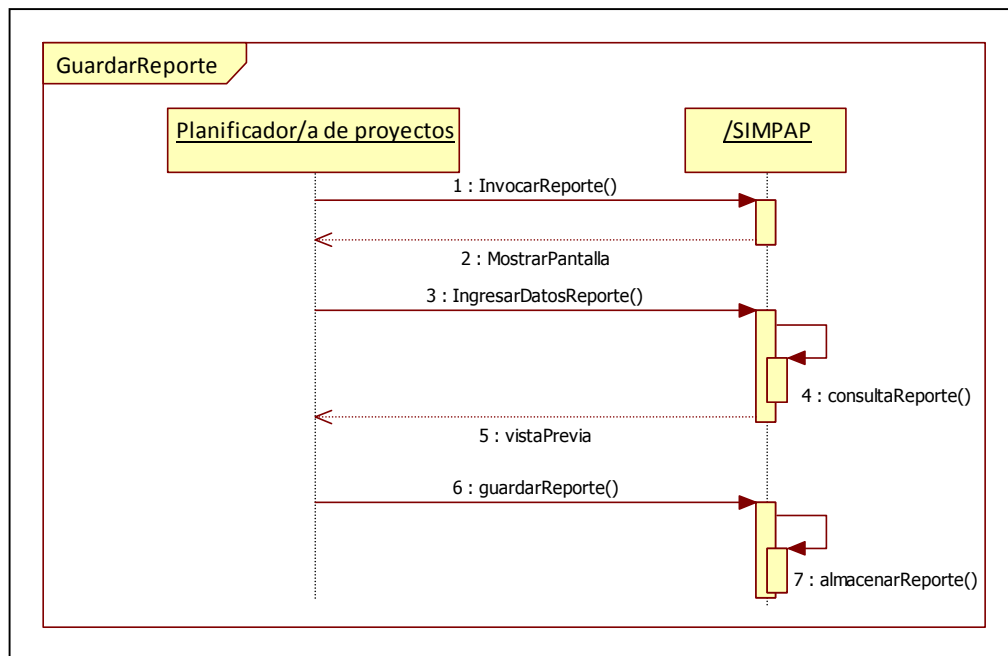 GuardarReporte
Planificador/a de proyectos
/SIMPAP
1 : InvocarReporte()
2 : MostrarPantalla
3 : IngresarDatosReporte()
4 : consultaReporte()
5 : vistaPrevia
6 : guardarReporte()
7 : almacenarReporte()